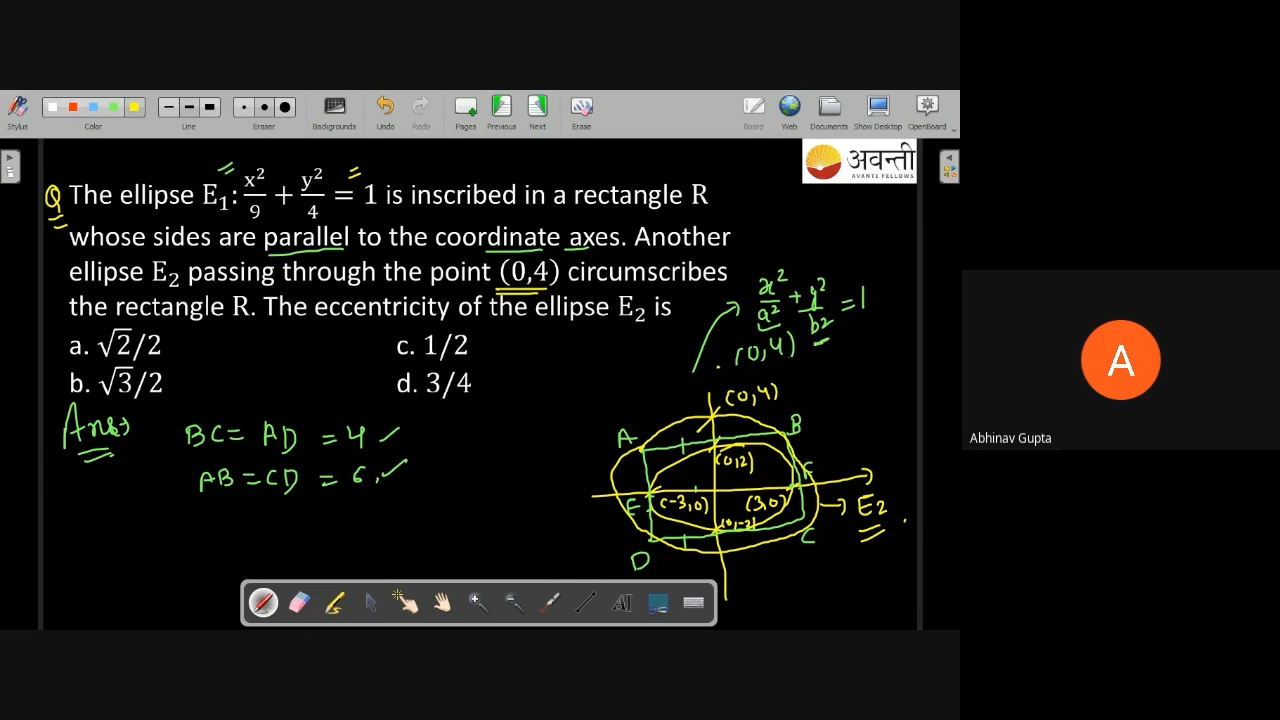 Stylus
Color
Line
Eraser
Backgrounds
Undo
Redo
Pages
Previous
Next
Erase
Board
Web
Documents
Show Desktop
OpenBoard
अवन्ती
AVANTI FELLOWS
Q The ellipse E₁: x²/9 + y²/4 = 1 is inscribed in a rectangle R
whose sides are parallel to the coordinate axes. Another
ellipse E₂ passing through the point (0,4) circumscribes
the rectangle R. The eccentricity of the ellipse E₂ is
a. √2/2
c. 1/2
b. √3/2
d. 3/4
x²/a² + y²/b² = 1
(0,4)
Ans
BC = AD = 4 ✓
AB = CD = 6 ✓
(0,4)
A
B
(0,2)
F
E
(-3,0)
(3,0)
E₂
(0,-2)
C
D
AI
A
Abhinav Gupta